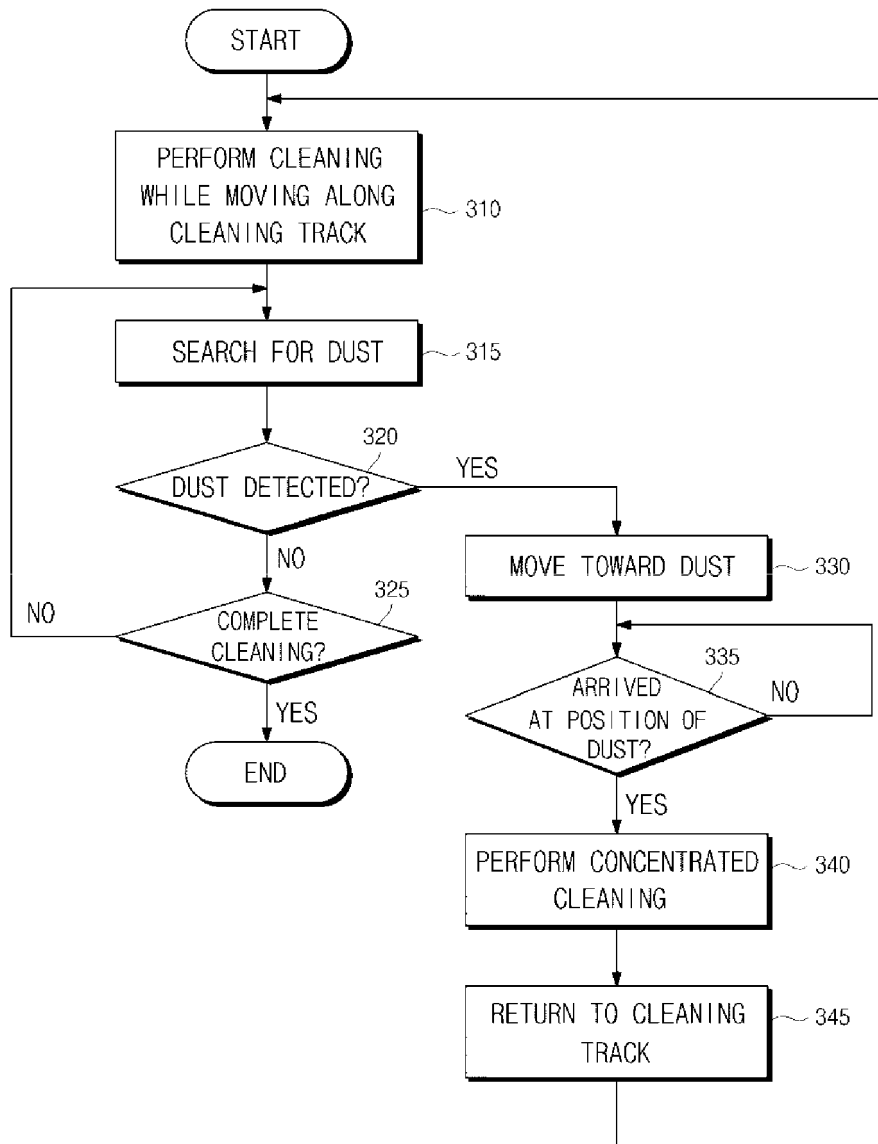 START
PERFORM CLEANING
WHILE MOVING ALONG
CLEANING TRACK
310
SEARCH FOR DUST
315
320
DUST DETECTED?
YES
NO
MOVE TOWARD DUST
330
325
COMPLETE
CLEANING?
NO
YES
END
335
ARRIVED
AT POSITION OF
DUST?
NO
YES
PERFORM CONCENTRATED
CLEANING
340
RETURN TO CLEANING
TRACK
345